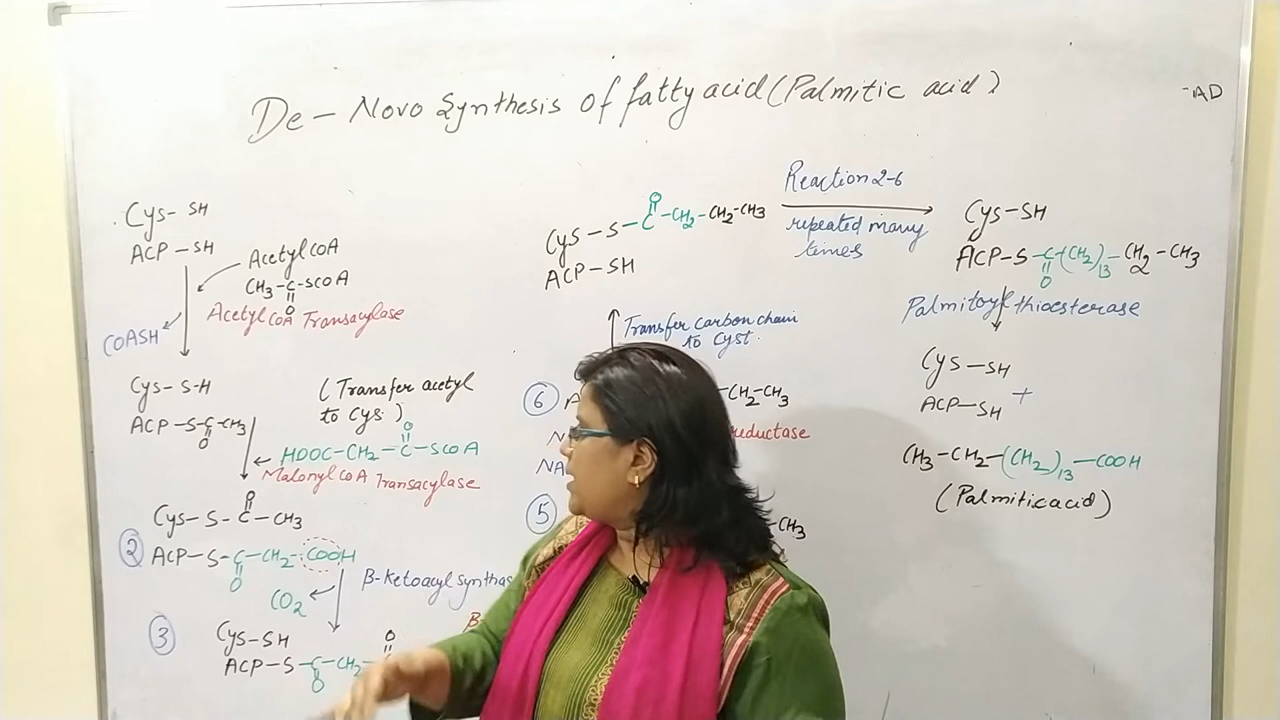 De - Novo Synthesis of fatty acid (Palmitic acid)
-AD
Cys- SH
ACP - SH
Acetyl COA
O
CH3-C-SCOA
Acetyl COA Transacylase
COASH
Cys - S-H
ACP -S-C-CH3
O
(Transfer acetyl
to Cys)
O
HOOC-CH2-C-SCOA
Malonyl COA Transacylase
O
Cys-S-C-CH3
2
ACP-S-C-CH2-COOH
O
CO2
β-Ketoacyl Synthas
3
Cys-SH
O
ACP-S-C-CH2
O
O
Cys-S-C-CH2-CH2-CH3
ACP-SH
Transfer carbon chain
to Cyst.
6
-CH2-CH3
reductase
NA
5
-CH3
Reaction 2-6
repeated many
times
Cys-SH
ACP-S-C-(CH2)13-CH2-CH3
O
Palmitoyl thioesterase
Cys-SH
+
ACP-SH
CH3-CH2-(CH2)13-COOH
(Palmitic acid)